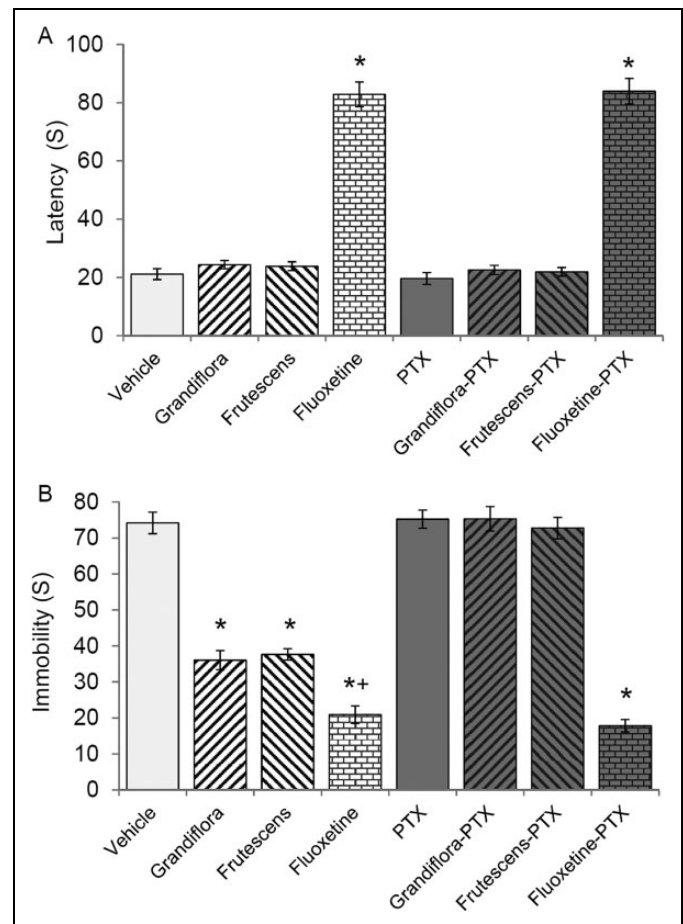 A
Latency (S)
100
80
60
40
20
0
*
*
Vehicle
Grandiflora
Frutescens
Fluoxetine
PTX
Grandiflora-PTX
Frutescens-PTX
Fluoxetine-PTX
B
Immobility (S)
80
70
60
50
40
30
20
10
0
*
*
*+
*
Vehicle
Grandiflora
Frutescens
Fluoxetine
PTX
Grandiflora-PTX
Frutescens-PTX
Fluoxetine-PTX